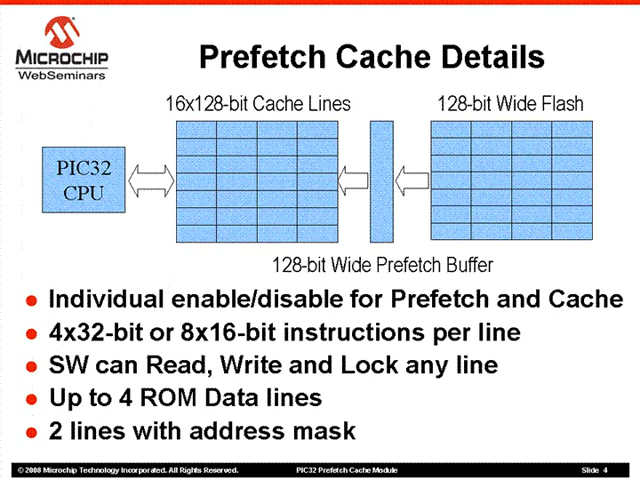 MICROCHIP
WebSeminars
Prefetch Cache Details
16x128-bit Cache Lines
128-bit Wide Flash
PIC32
CPU
128-bit Wide Prefetch Buffer
Individual enable/disable for Prefetch and Cache
4x32-bit or 8x16-bit instructions per line
SW can Read, Write and Lock any line
Up to 4 ROM Data lines
2 lines with address mask
© 2008 Microchip Technology Incorporated. All Rights Reserved.
PIC32 Prefetch Cache Module
Slide 4